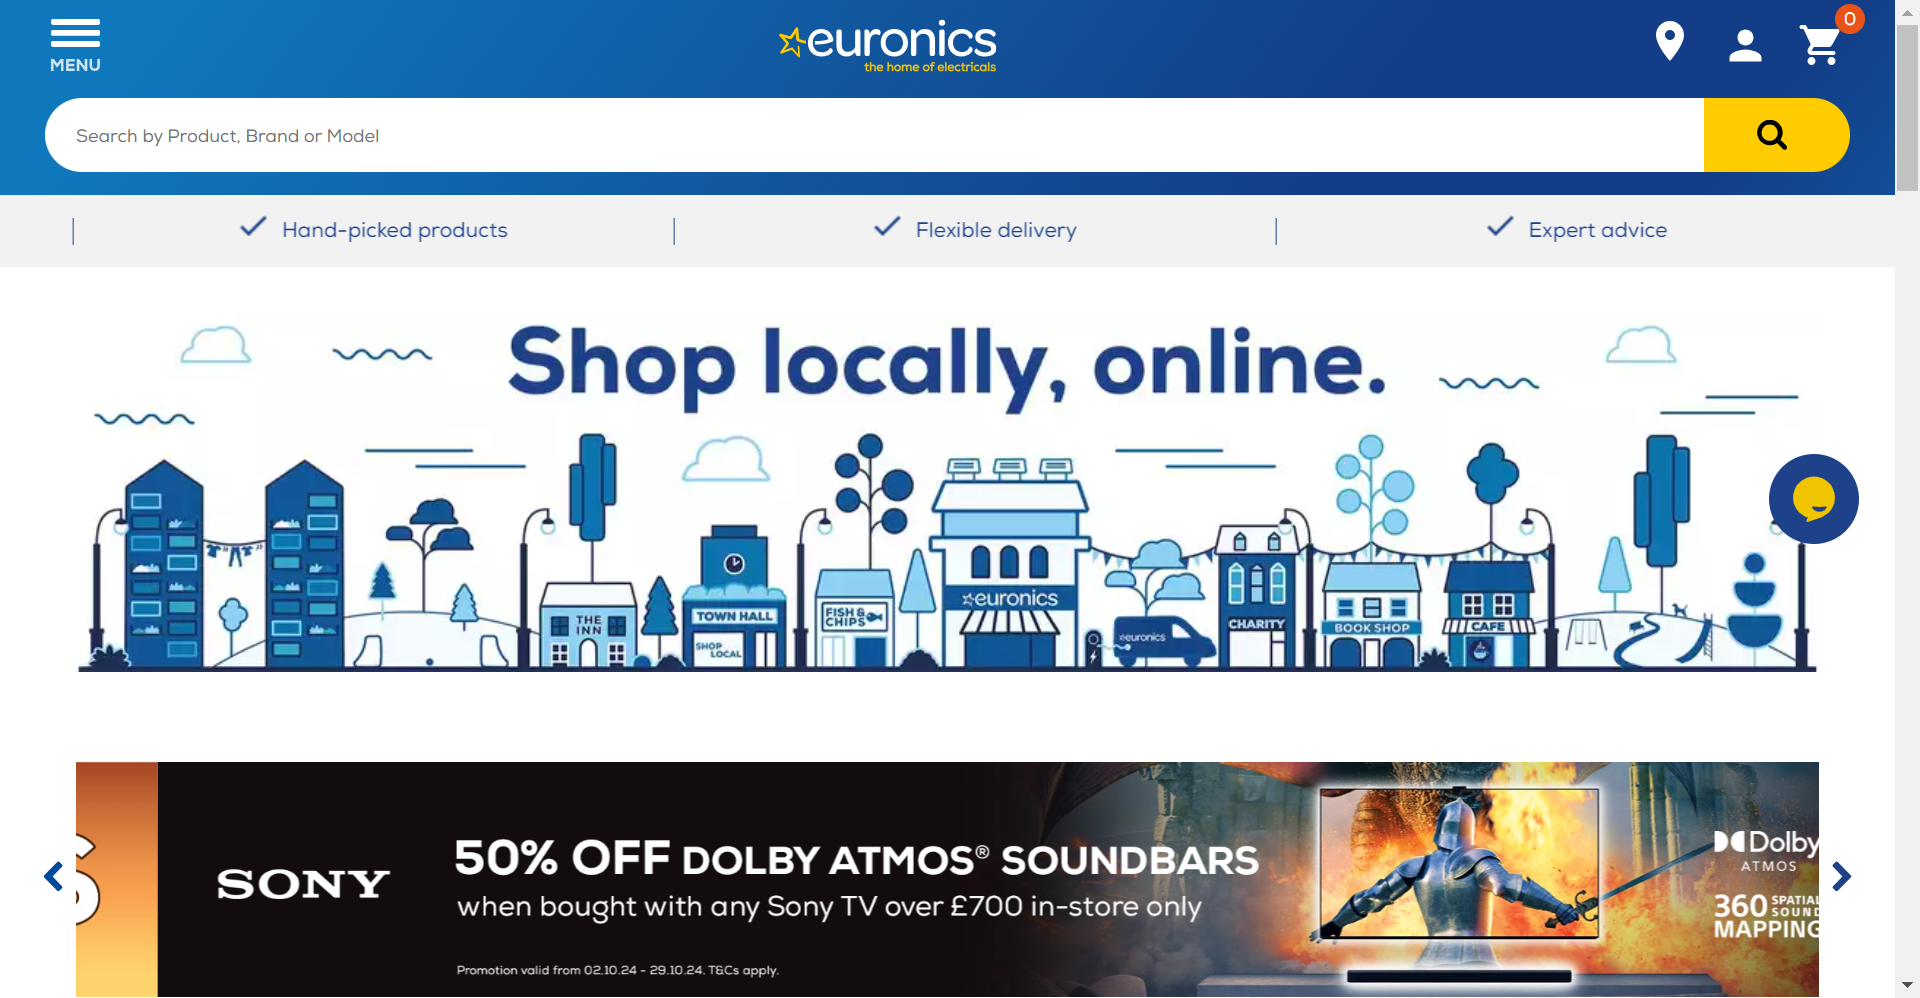 MENU
euronics
the home of electricals
0
Search by Product, Brand or Model
Hand-picked products
Flexible delivery
Expert advice
Shop locally, online.
THE
INN
TOWN HALL
SHOP
LOCAL
FISH &
CHIPS
euronics
euronics
CHARITY
BOOK SHOP
CAFE
S
SONY
50% OFF DOLBY ATMOS® SOUNDBARS
when bought with any Sony TV over £700 in-store only
Promotion valid from 02.10.24 - 29.10.24. T&Cs apply.
Dolby
ATMOS
360 SPATIAL
SOUND
MAPPING